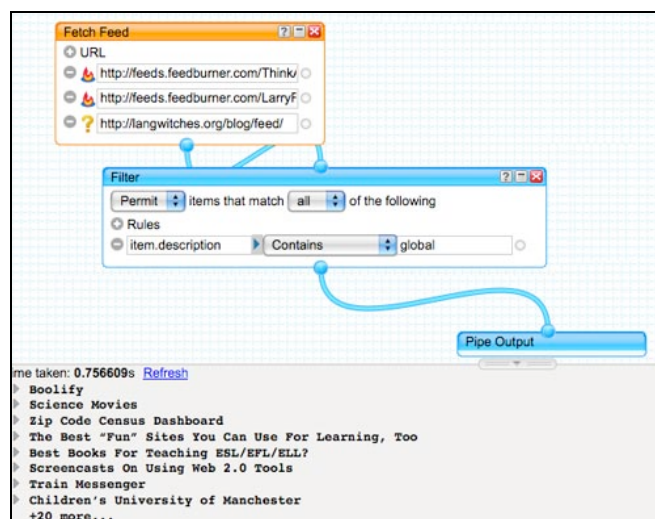 Fetch Feed
URL
http://feeds.feedburner.com/Think/
http://feeds.feedburner.com/LarryF
http://langwitches.org/blog/feed/
Filter
Permit items that match all of the following
Rules
item.description Contains global
Pipe Output
me taken: 0.756609s Refresh
Boolify
Science Movies
Zip Code Census Dashboard
The Best "Fun" Sites You Can Use For Learning, Too
Best Books For Teaching ESL/EFL/ELL?
Screencasts On Using Web 2.0 Tools
Train Messenger
Children's University of Manchester
+20 more...